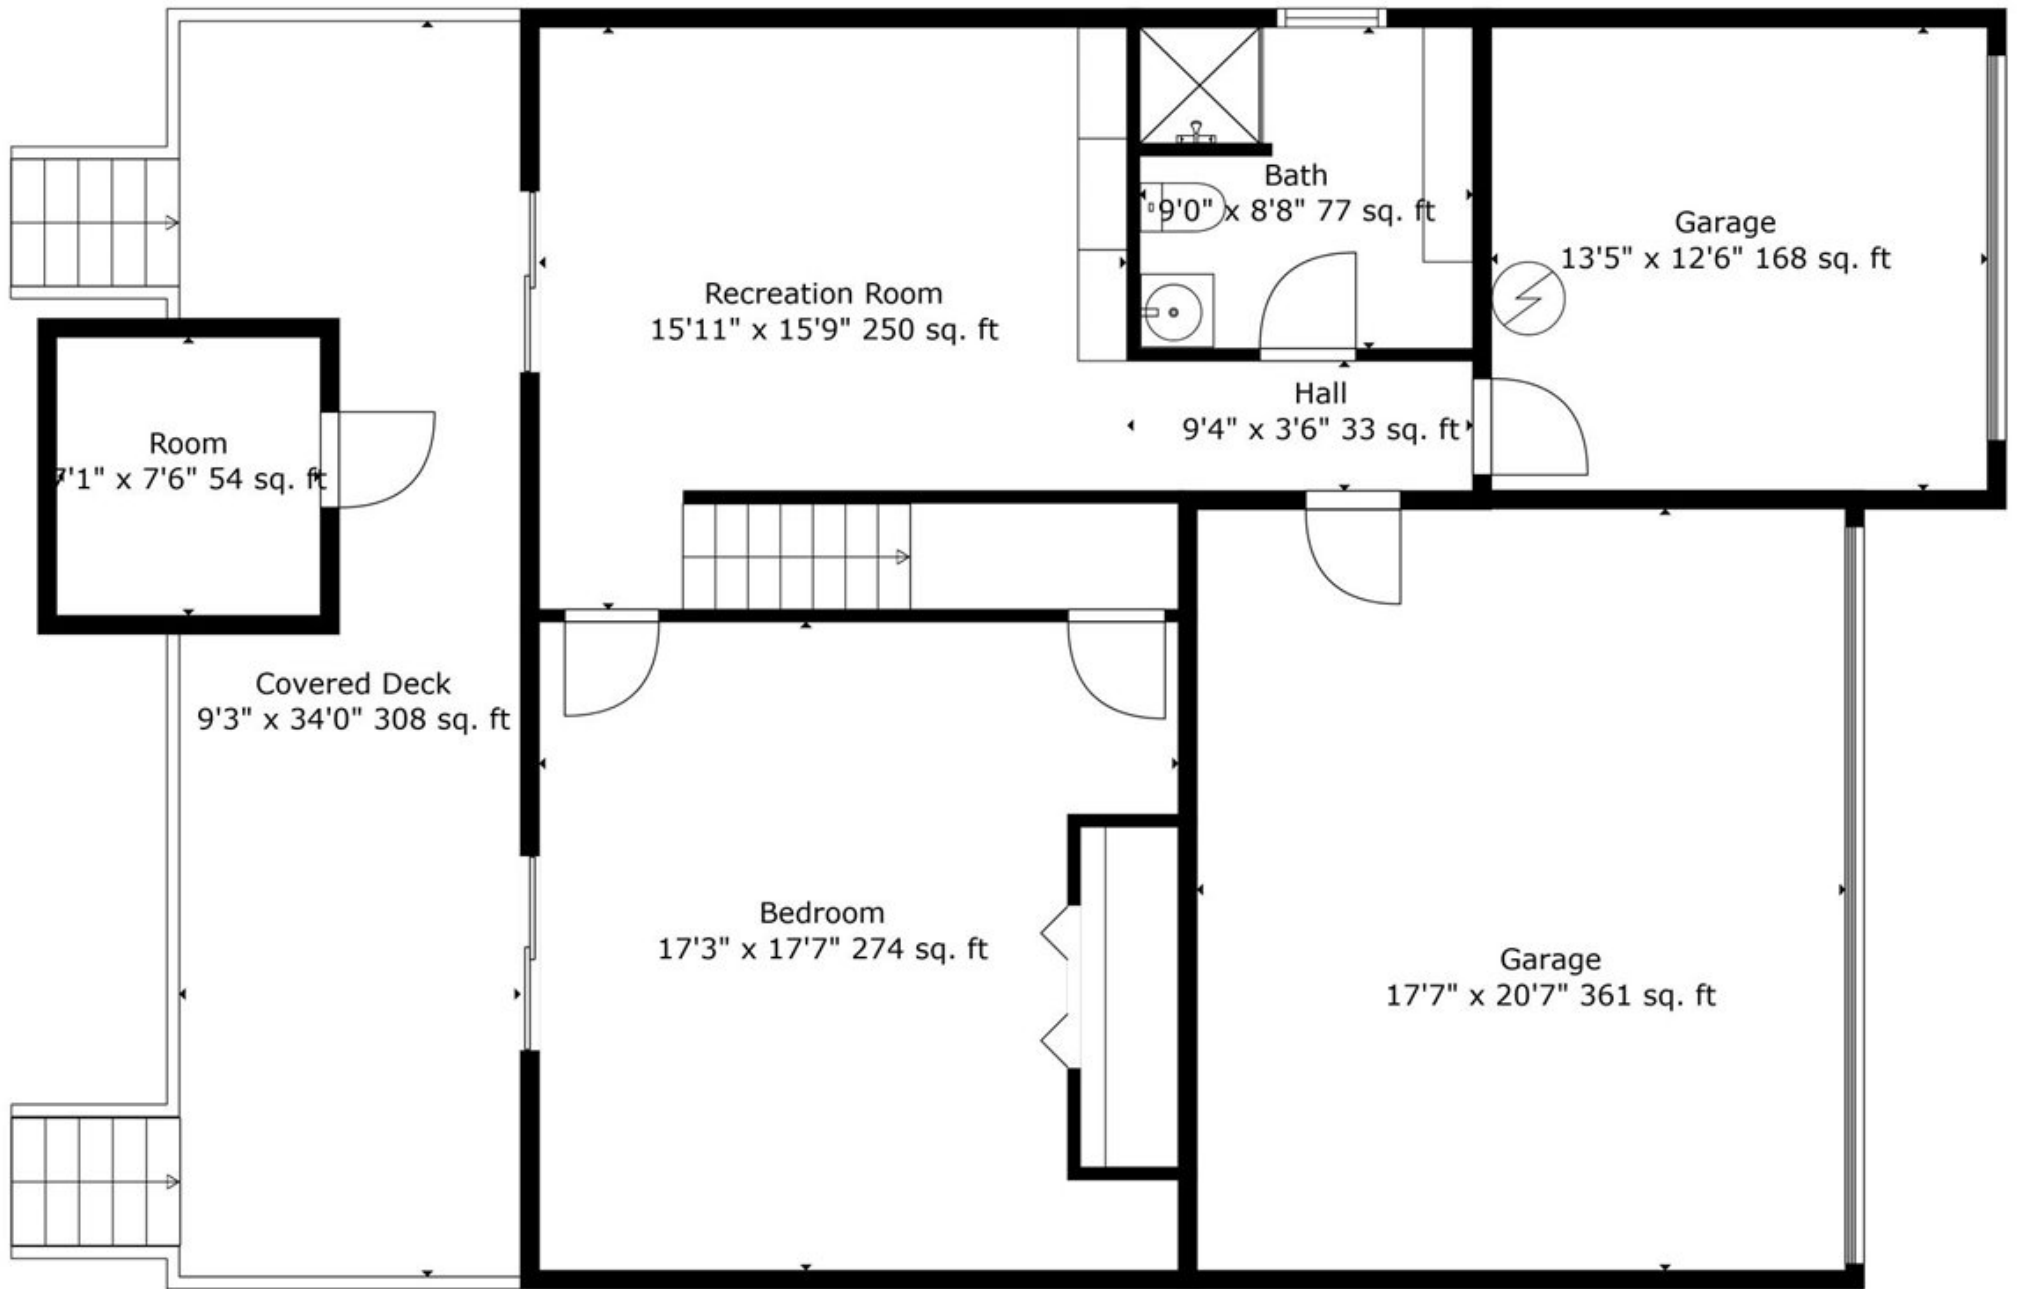 Bath
9'0" x 8'8" 77 sq. ft
Garage
13'5" x 12'6" 168 sq. ft
Recreation Room
15'11" x 15'9" 250 sq. ft
Hall
9'4" x 3'6" 33 sq. ft
Room
7'1" x 7'6" 54 sq. ft
Covered Deck
9'3" x 34'0" 308 sq. ft
Bedroom
17'3" x 17'7" 274 sq. ft
Garage
17'7" x 20'7" 361 sq. ft